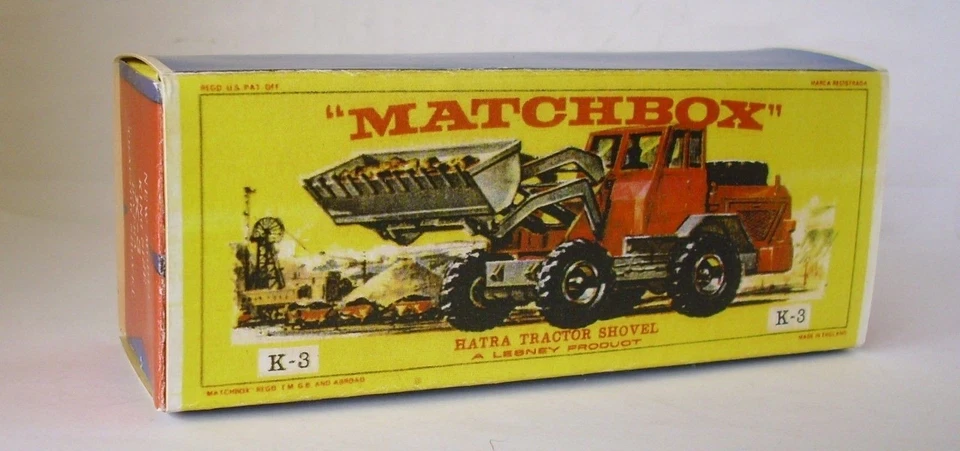 REGD U.S. PAT. OFF.
MARCA REGISTRADA
"MATCHBOX"
HATRA TRACTOR SHOVEL
A LESNEY PRODUCT
K-3
K-3
MADE IN ENGLAND
"MATCHBOX" REGD T.M. G.B. AND ABROAD